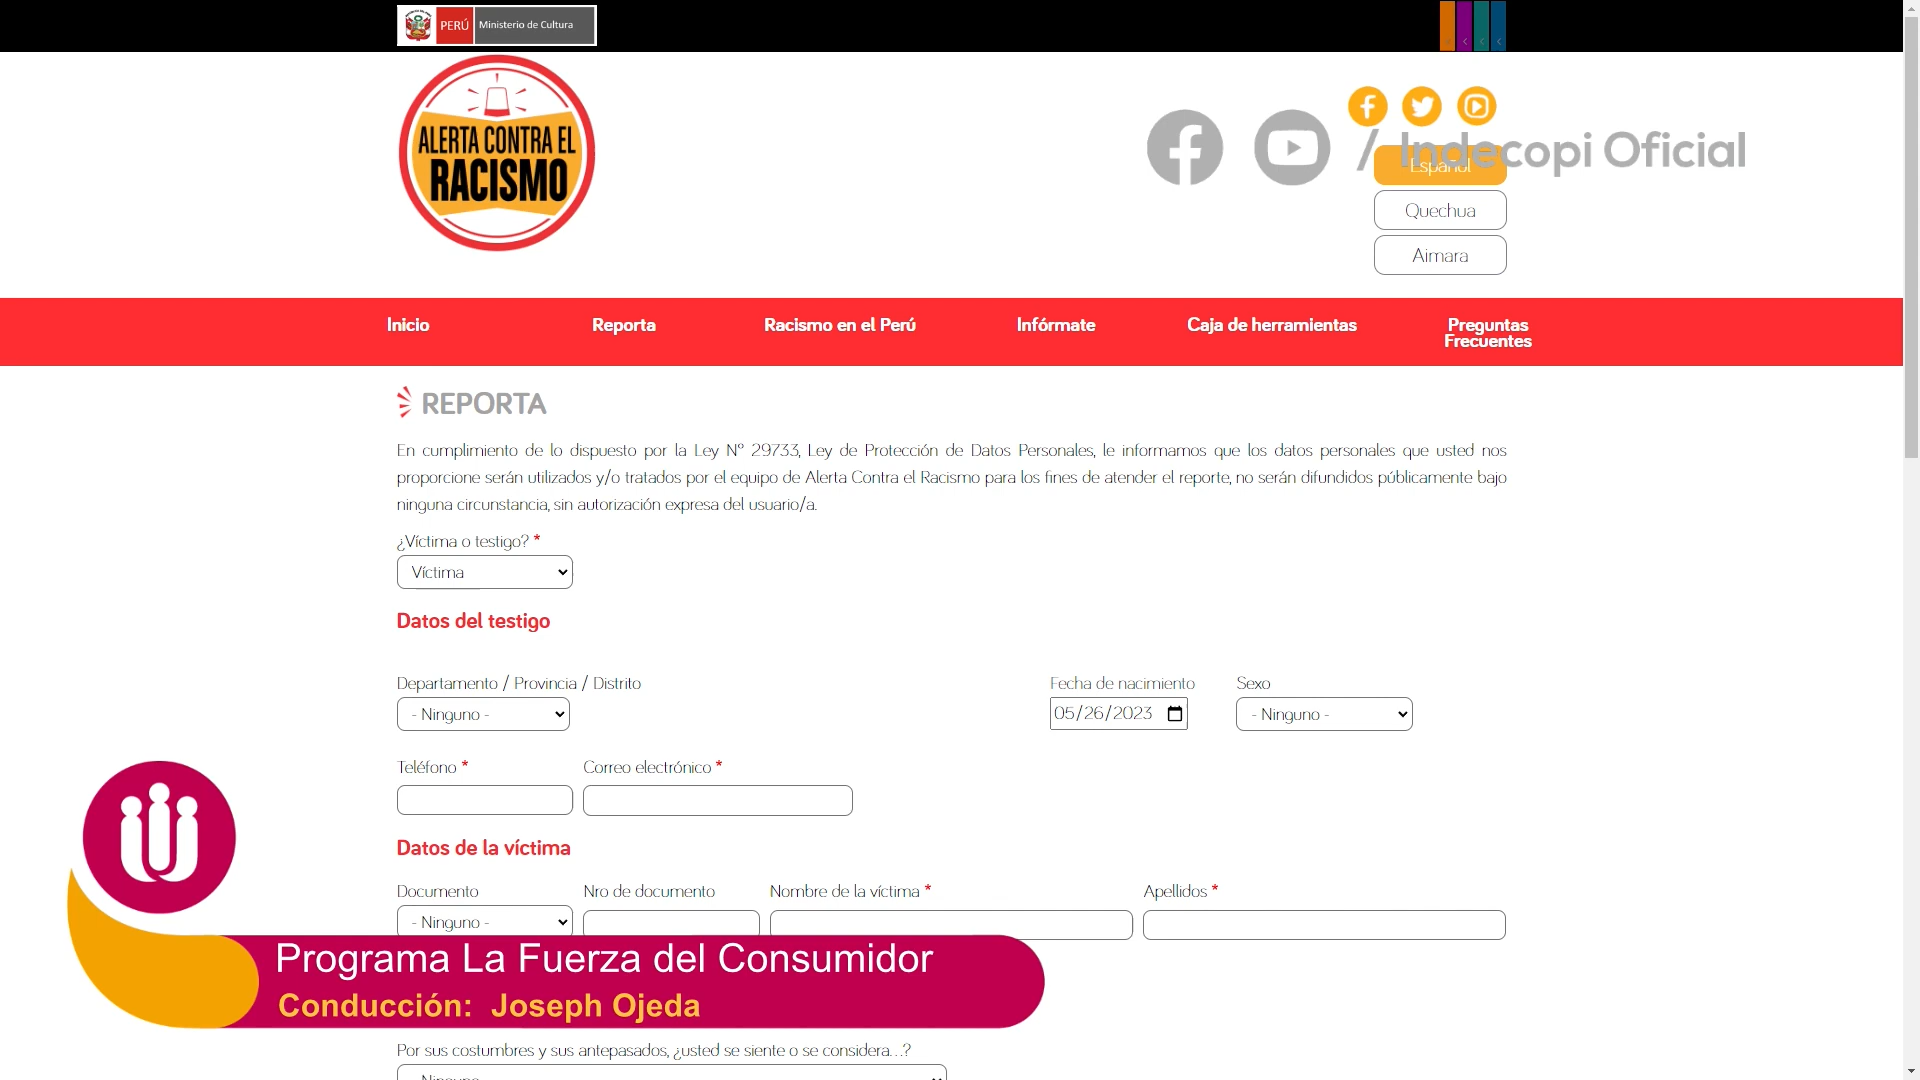 PERÚ
Ministerio de Cultura
ALERTA CONTRA EL
RACISMO
/ Indecopi Oficial
Español
Quechua
Aimara
Inicio
Reporta
Racismo en el Perú
Infórmate
Caja de herramientas
Preguntas
Frecuentes
REPORTA
En cumplimiento de lo dispuesto por la Ley N° 29733, Ley de Protección de Datos Personales, le informamos que los datos personales que usted nos
proporcione serán utilizados y/o tratados por el equipo de Alerta Contra el Racismo para los fines de atender el reporte, no serán difundidos públicamente bajo
ninguna circunstancia, sin autorización expresa del usuario/a.
¿Víctima o testigo? *
Víctima
Datos del testigo
Departamento / Provincia / Distrito
Fecha de nacimiento
Sexo
- Ninguno -
05/26/2023
- Ninguno -
Teléfono *
Correo electrónico *
Datos de la víctima
Documento
Nro de documento
Nombre de la víctima *
Apellidos *
- Ninguno -
Programa La Fuerza del Consumidor
Conducción: Joseph Ojeda
Por sus costumbres y sus antepasados, ¿usted se siente o se considera...?
- Ninguno -